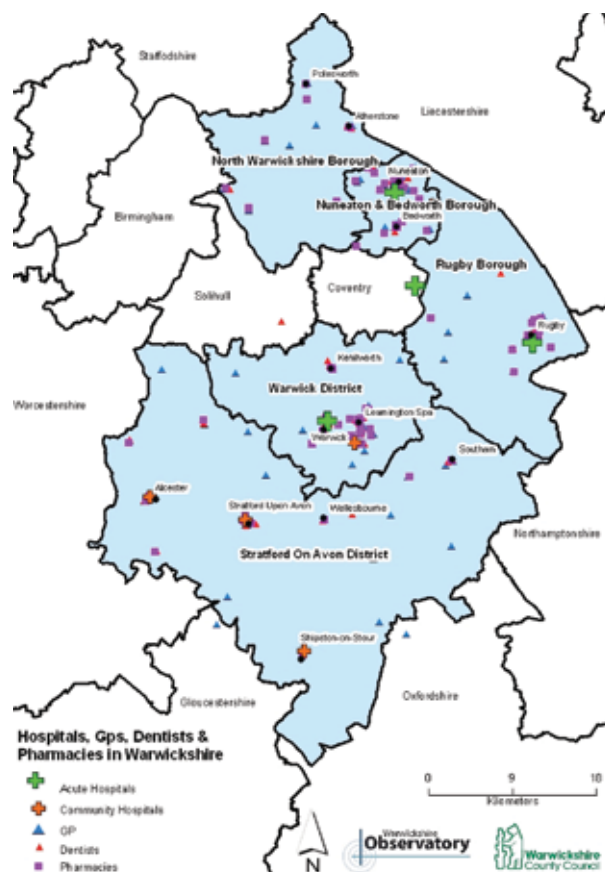 Staffordshire
Polesworth
Liecestershire
Atherstone
North Warwickshire Borough
Nuneaton
Birmingham
Nuneaton & Bedworth Borough
Bedworth
Rugby Borough
Solihull
Coventry
Rugby
Kenilworth
Warwick District
Worcestershire
Leamington Spa
Warwick
Southam
Alcester
Stratford Upon Avon
Wellesbourne
Northamptonshire
Stratford On Avon District
Shipston-on-Stour
Gloucestershire
Oxfordshire
Hospitals, Gps, Dentists &
Pharmacies in Warwickshire
Acute Hospitals
Community Hospitals
GP
Dentists
Pharmacies
0 9 18
Kilometers
N
Warwickshire
Observatory
Warwickshire
County Council